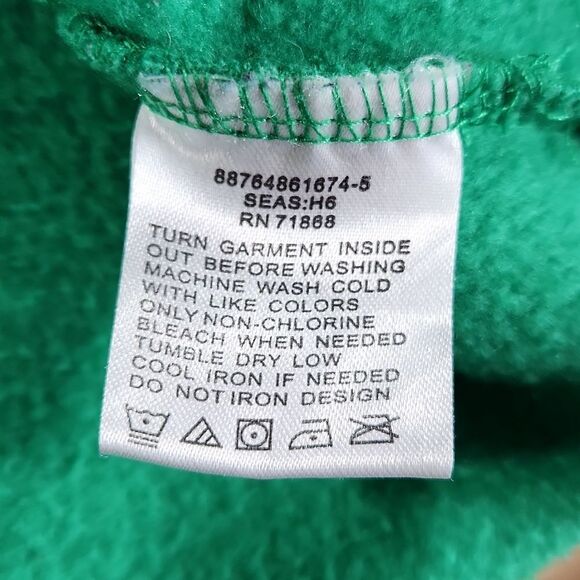 88764861674-5
SEAS:H6
RN 71868
TURN GARMENT INSIDE
OUT BEFORE WASHING
MACHINE WASH COLD
WITH LIKE COLORS
ONLY NON-CHLORINE
BLEACH WHEN NEEDED
TUMBLE DRY LOW
COOL IRON IF NEEDED
DO NOT IRON DESIGN